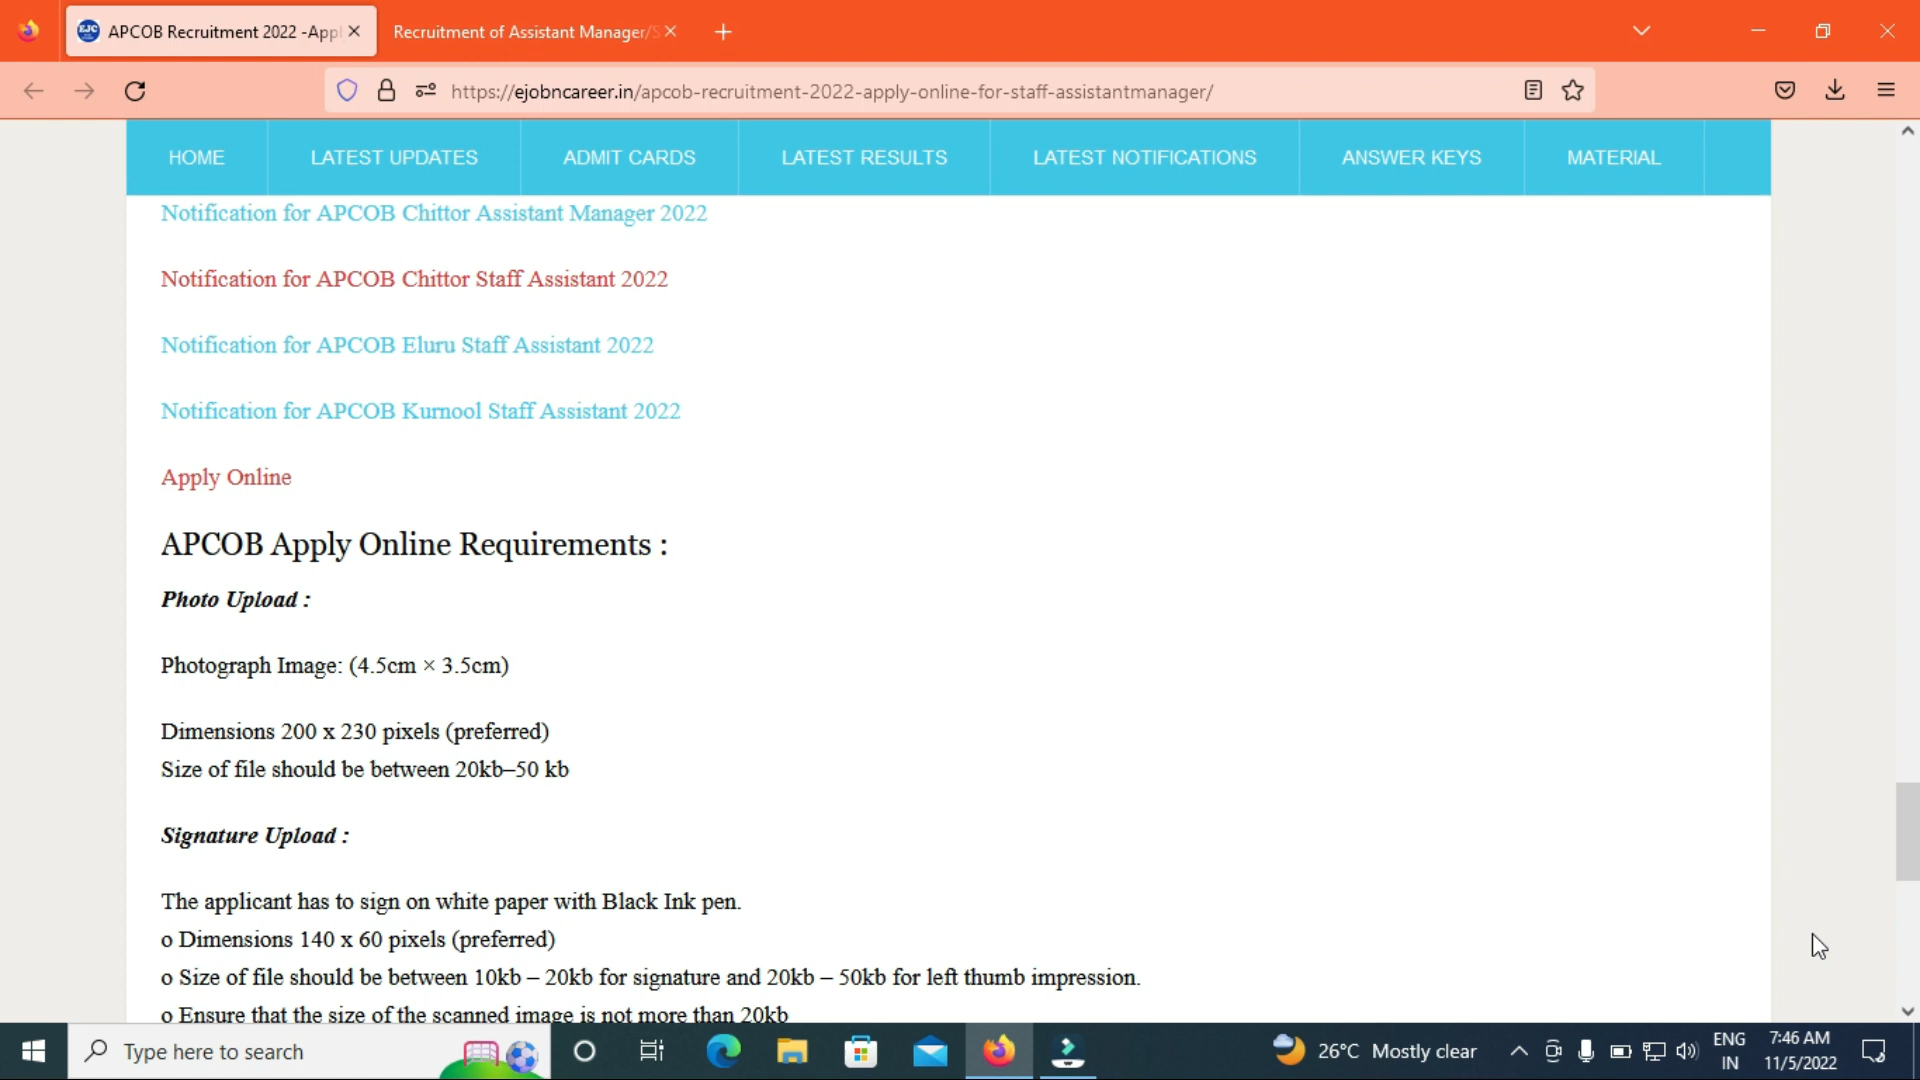 EJC APCOB Recruitment 2022 -Appl
Recruitment of Assistant Manager/S
https://ejobncareer.in/apcob-recruitment-2022-apply-online-for-staff-assistantmanager/
HOME LATEST UPDATES ADMIT CARDS LATEST RESULTS LATEST NOTIFICATIONS ANSWER KEYS MATERIAL
Notification for APCOB Chittor Assistant Manager 2022
Notification for APCOB Chittor Staff Assistant 2022
Notification for APCOB Eluru Staff Assistant 2022
Notification for APCOB Kurnool Staff Assistant 2022
Apply Online
APCOB Apply Online Requirements :
Photo Upload :
Photograph Image: (4.5cm × 3.5cm)
Dimensions 200 x 230 pixels (preferred)
Size of file should be between 20kb–50 kb
Signature Upload :
The applicant has to sign on white paper with Black Ink pen.
o Dimensions 140 x 60 pixels (preferred)
o Size of file should be between 10kb – 20kb for signature and 20kb – 50kb for left thumb impression.
o Ensure that the size of the scanned image is not more than 20kb
Type here to search
26°C Mostly clear
ENG
IN
7:46 AM
11/5/2022